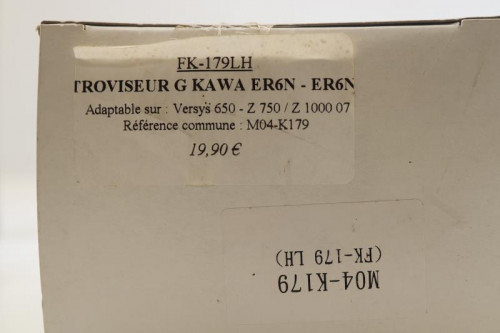 FK-179LH
TROVISEUR G KAWA ER6N - ER6N
Adaptable sur : Versys 650 - Z 750 / Z 1000 07
Référence commune : M04-K179
19,90 €
M04-K179
(FK-179 LH)